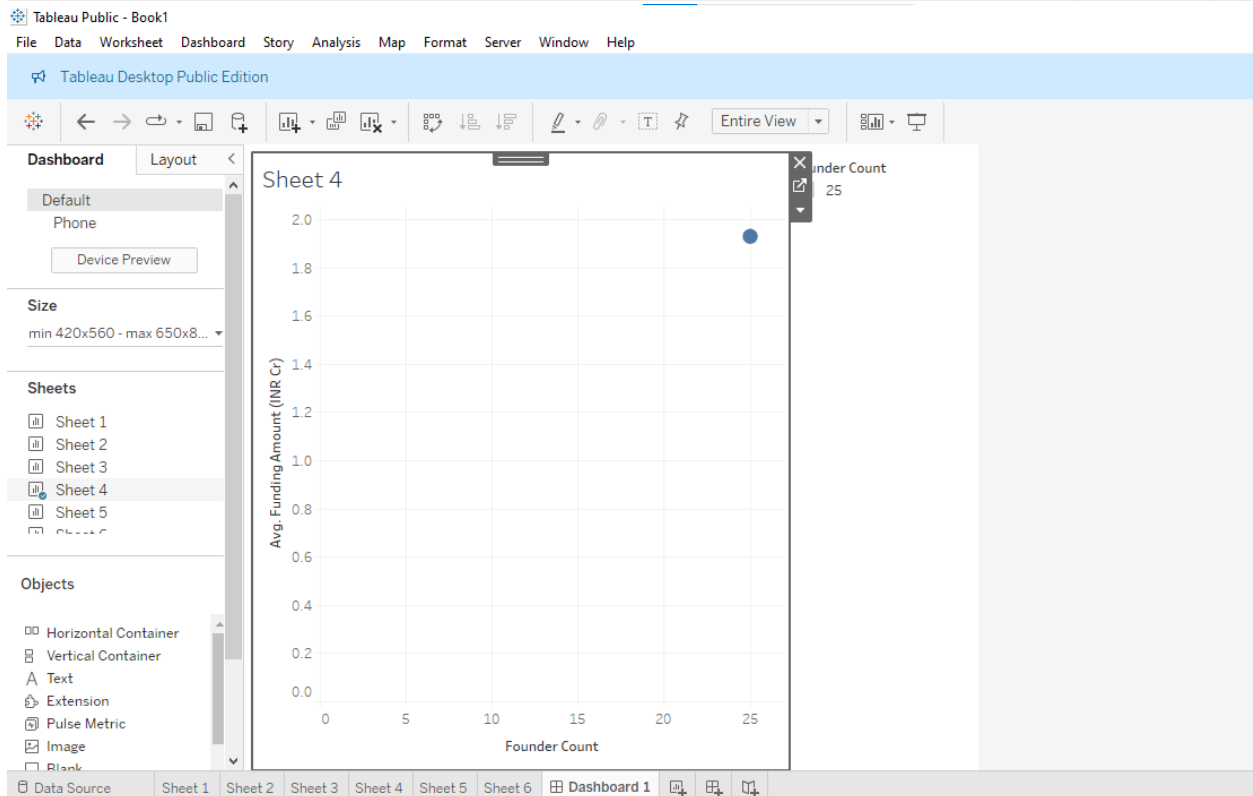 Tableau Public - Book1
File Data Worksheet Dashboard Story Analysis Map Format Server Window Help
Tableau Desktop Public Edition
Entire View
Dashboard Layout
Default
Phone
Device Preview
Size
min 420x560 - max 650x8...
Sheets
Sheet 1
Sheet 2
Sheet 3
Sheet 4
Sheet 5
Objects
Horizontal Container
Vertical Container
A Text
Extension
Pulse Metric
Image
Blank
Sheet 4
2.0
1.8
1.6
1.4
1.2
1.0
0.8
0.6
0.4
0.2
0.0
Avg. Funding Amount (INR Cr)
0 5 10 15 20 25
Founder Count
under Count
25
Data Source Sheet 1 Sheet 2 Sheet 3 Sheet 4 Sheet 5 Sheet 6 Dashboard 1